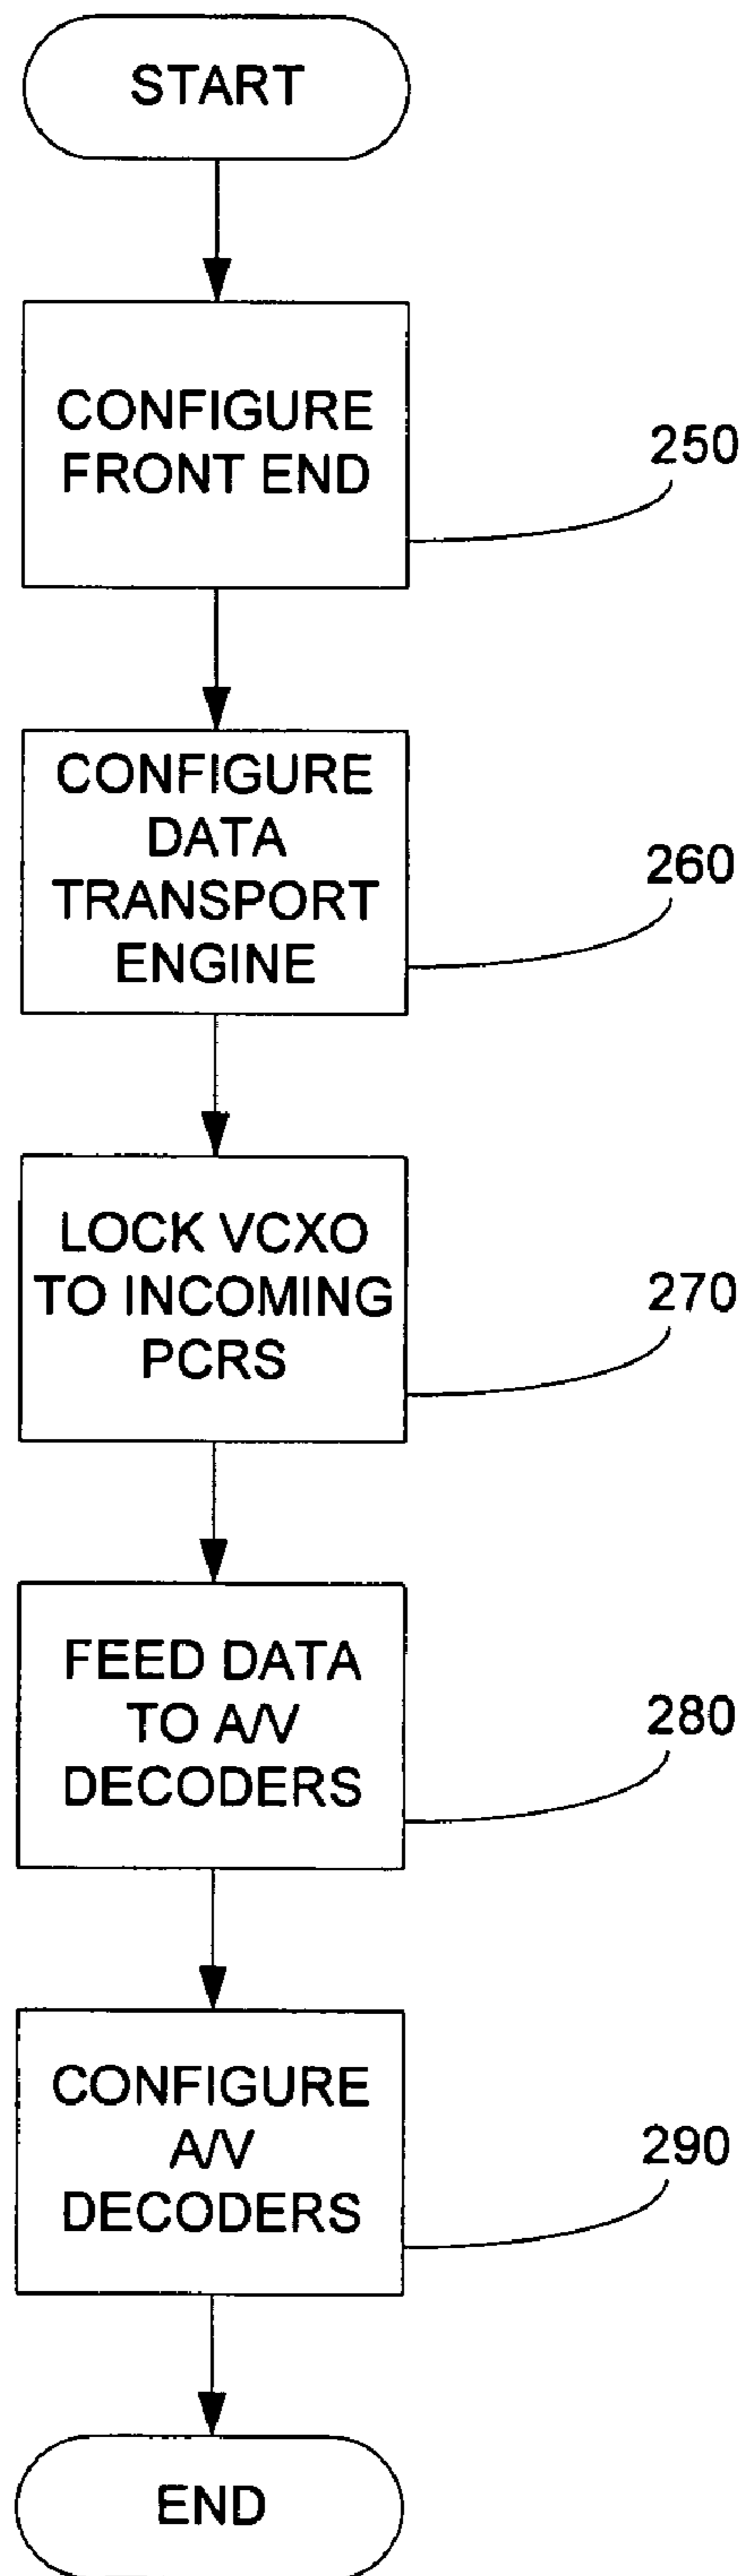 START
CONFIGURE
FRONT END
250
CONFIGURE
DATA
TRANSPORT
ENGINE
260
LOCK VCXO
TO INCOMING
PCRS
270
FEED DATA
TO A/V
DECODERS
280
CONFIGURE
A/V
DECODERS
290
END